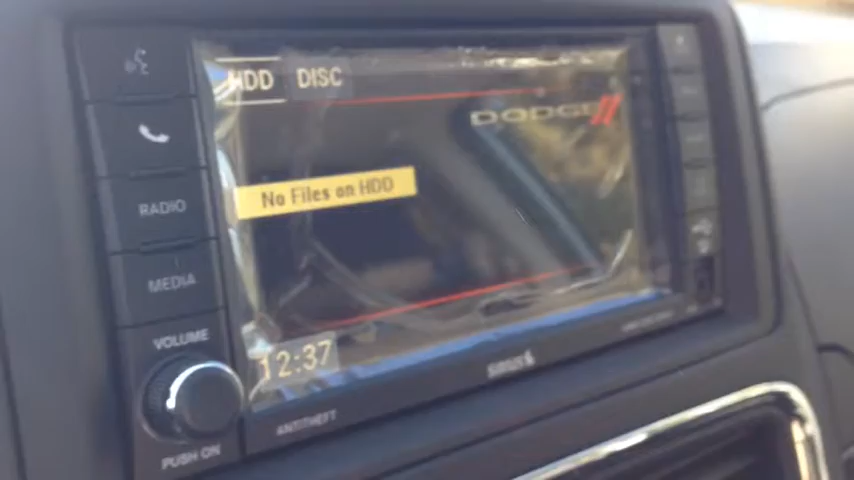 HDD DISC
DODGE
No Files on HDD
RADIO
MEDIA
VOLUME
12:37
SIRIUS
ANTITHEFT
PUSH ON